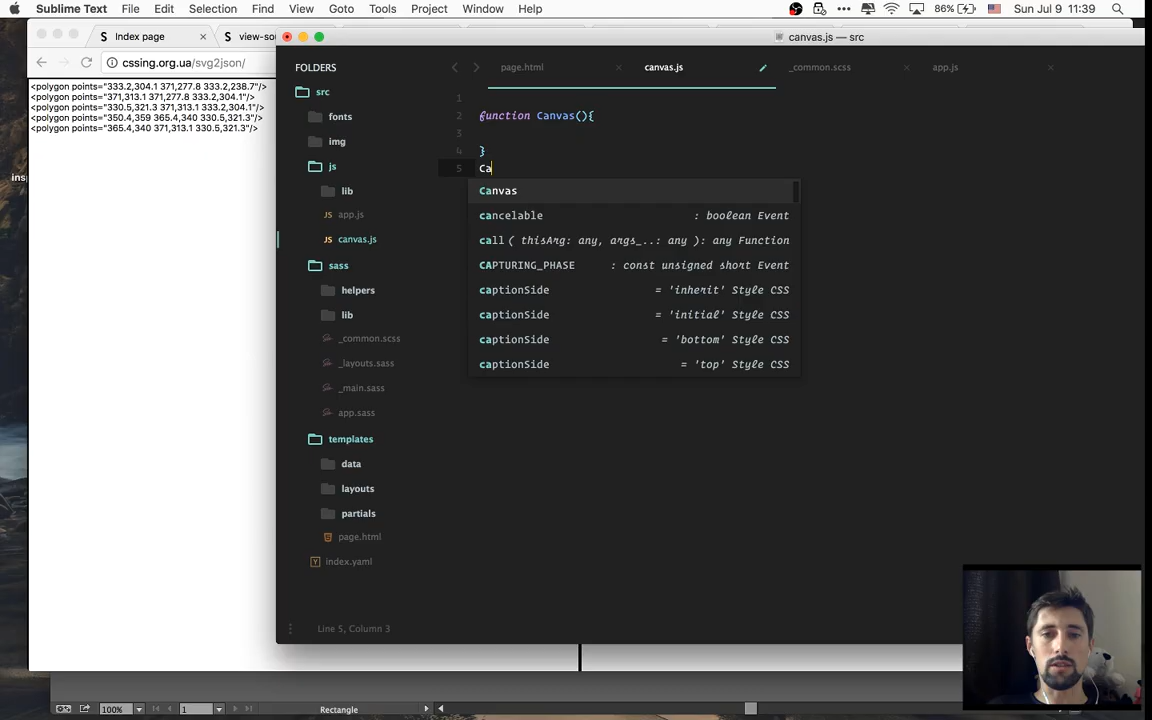 Sublime Text File Edit Selection Find View Goto Tools Project Window Help 86% Sun Jul 9 11:39
Index page × view-so
canvas.js — src
cssing.org.ua/svg2json/
FOLDERS
page.html × canvas.js _common.scss × app.js ×
<polygon points="333.2,304.1 371,277.8 333.2,238.7"/>
<polygon points="371,313.1 371,277.8 333.2,304.1"/>
<polygon points="330.5,321.3 371,313.1 333.2,304.1"/>
<polygon points="350.4,359 365.4,340 330.5,321.3"/>
<polygon points="365.4,340 371,313.1 330.5,321.3"/>
ins
src
fonts
img
js
lib
app.js
canvas.js
sass
helpers
lib
_common.scss
_layouts.sass
_main.sass
app.sass
templates
data
layouts
partials
page.html
index.yaml
1
2 function Canvas(){
3
4 }
5 Ca
Canvas
cancelable : boolean Event
call ( thisArg: any, args_..: any ): any Function
CAPTURING_PHASE : const unsigned short Event
captionSide = 'inherit' Style CSS
captionSide = 'initial' Style CSS
captionSide = 'bottom' Style CSS
captionSide = 'top' Style CSS
Line 5, Column 3
100% 1 Rectangle